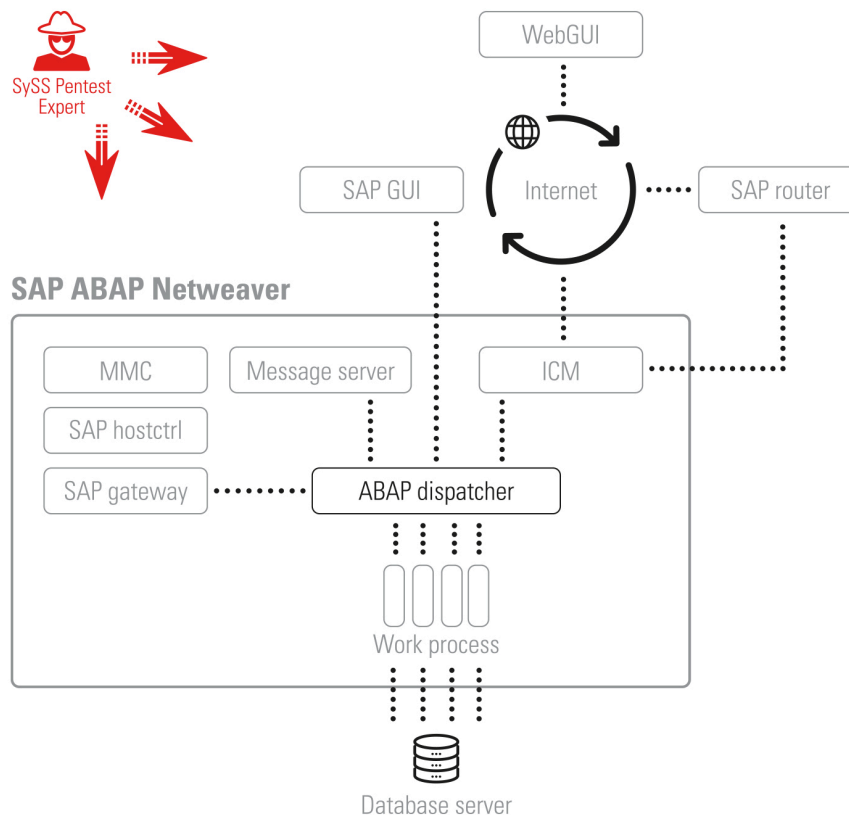 WebGUI
SySS Pentest
Expert
SAP GUI
Internet
SAP router
SAP ABAP Netweaver
MMC
Message server
ICM
SAP hostctrl
SAP gateway
ABAP dispatcher
Work process
Database server